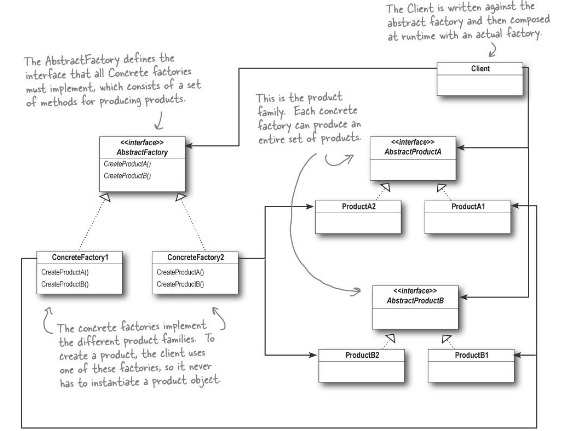 The Client is written against the
abstract factory and then composed
at runtime with an actual factory.
The AbstractFactory defines the
interface that all Concrete factories
must implement, which consists of a set
of methods for producing products.
Client
This is the product
family. Each concrete
factory can produce an
entire set of products.
<<interface>>
AbstractFactory
CreateProductA()
CreateProductB()
<<interface>>
AbstractProductA
ProductA2
ProductA1
ConcreteFactory1
CreateProductA()
CreateProductB()
ConcreteFactory2
CreateProductA()
CreateProductB()
<<interface>>
AbstractProductB
The concrete factories implement
the different product families. To
create a product, the client uses
one of these factories, so it never
has to instantiate a product object
ProductB2
ProductB1